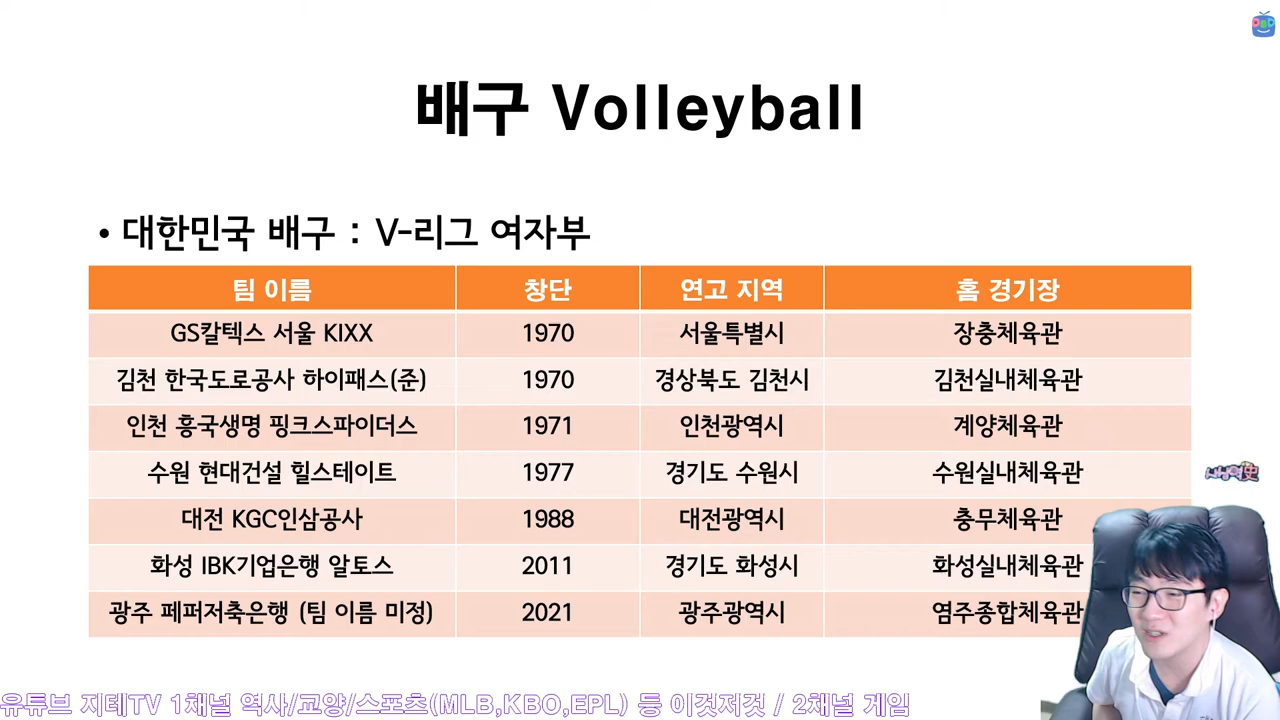 배구 Volleyball
• 대한민국 배구 : V-리그 여자부
팀 이름 창단 연고 지역 홈 경기장
GS칼텍스 서울 KIXX 1970 서울특별시 장충체육관
김천 한국도로공사 하이패스(준) 1970 경상북도 김천시 김천실내체육관
인천 흥국생명 핑크스파이더스 1971 인천광역시 계양체육관
수원 현대건설 힐스테이트 1977 경기도 수원시 수원실내체육관
대전 KGC인삼공사 1988 대전광역시 충무체육관
화성 IBK기업은행 알토스 2011 경기도 화성시 화성실내체육관
광주 페퍼저축은행 (팀 이름 미정) 2021 광주광역시 염주종합체육관
유튜브 지테TV 1채널 역사/교양/스포츠(MLB,KBO,EPL) 등 이것저것 / 2채널 게임